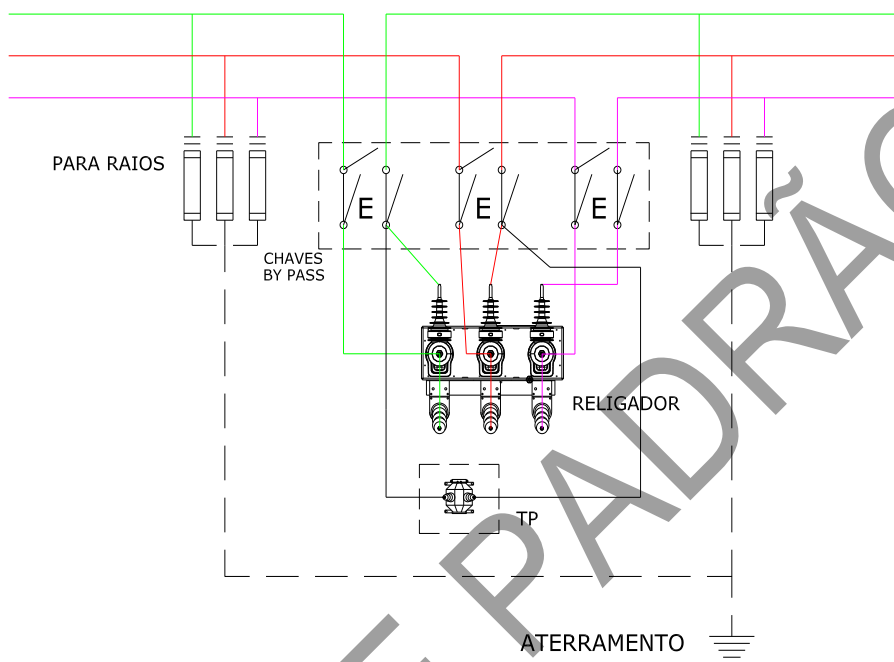 PARA RAIOS
E
E
E
CHAVES
BY PASS
RELIGADOR
TP
ATERRAMENTO
E PADRÃO